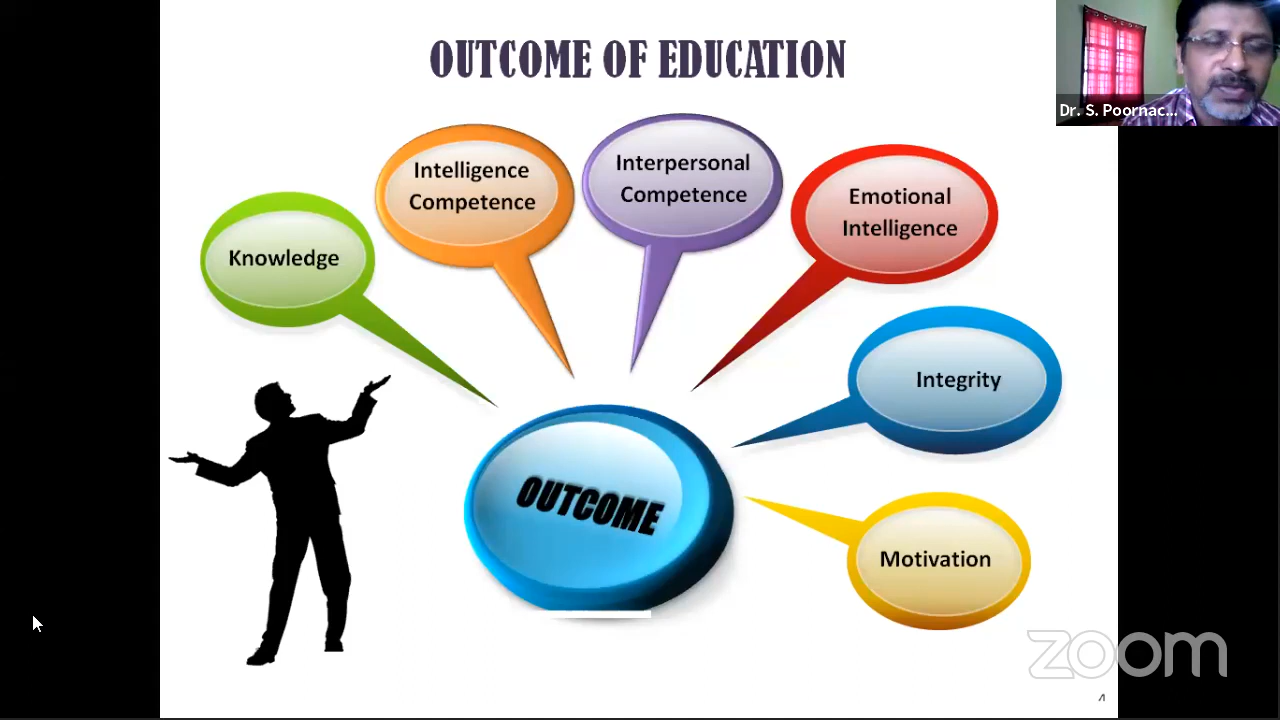 OUTCOME OF EDUCATION
Dr. S. Poornac...
Intelligence
Competence
Interpersonal
Competence
Emotional
Intelligence
Knowledge
Integrity
OUTCOME
Motivation
zoom